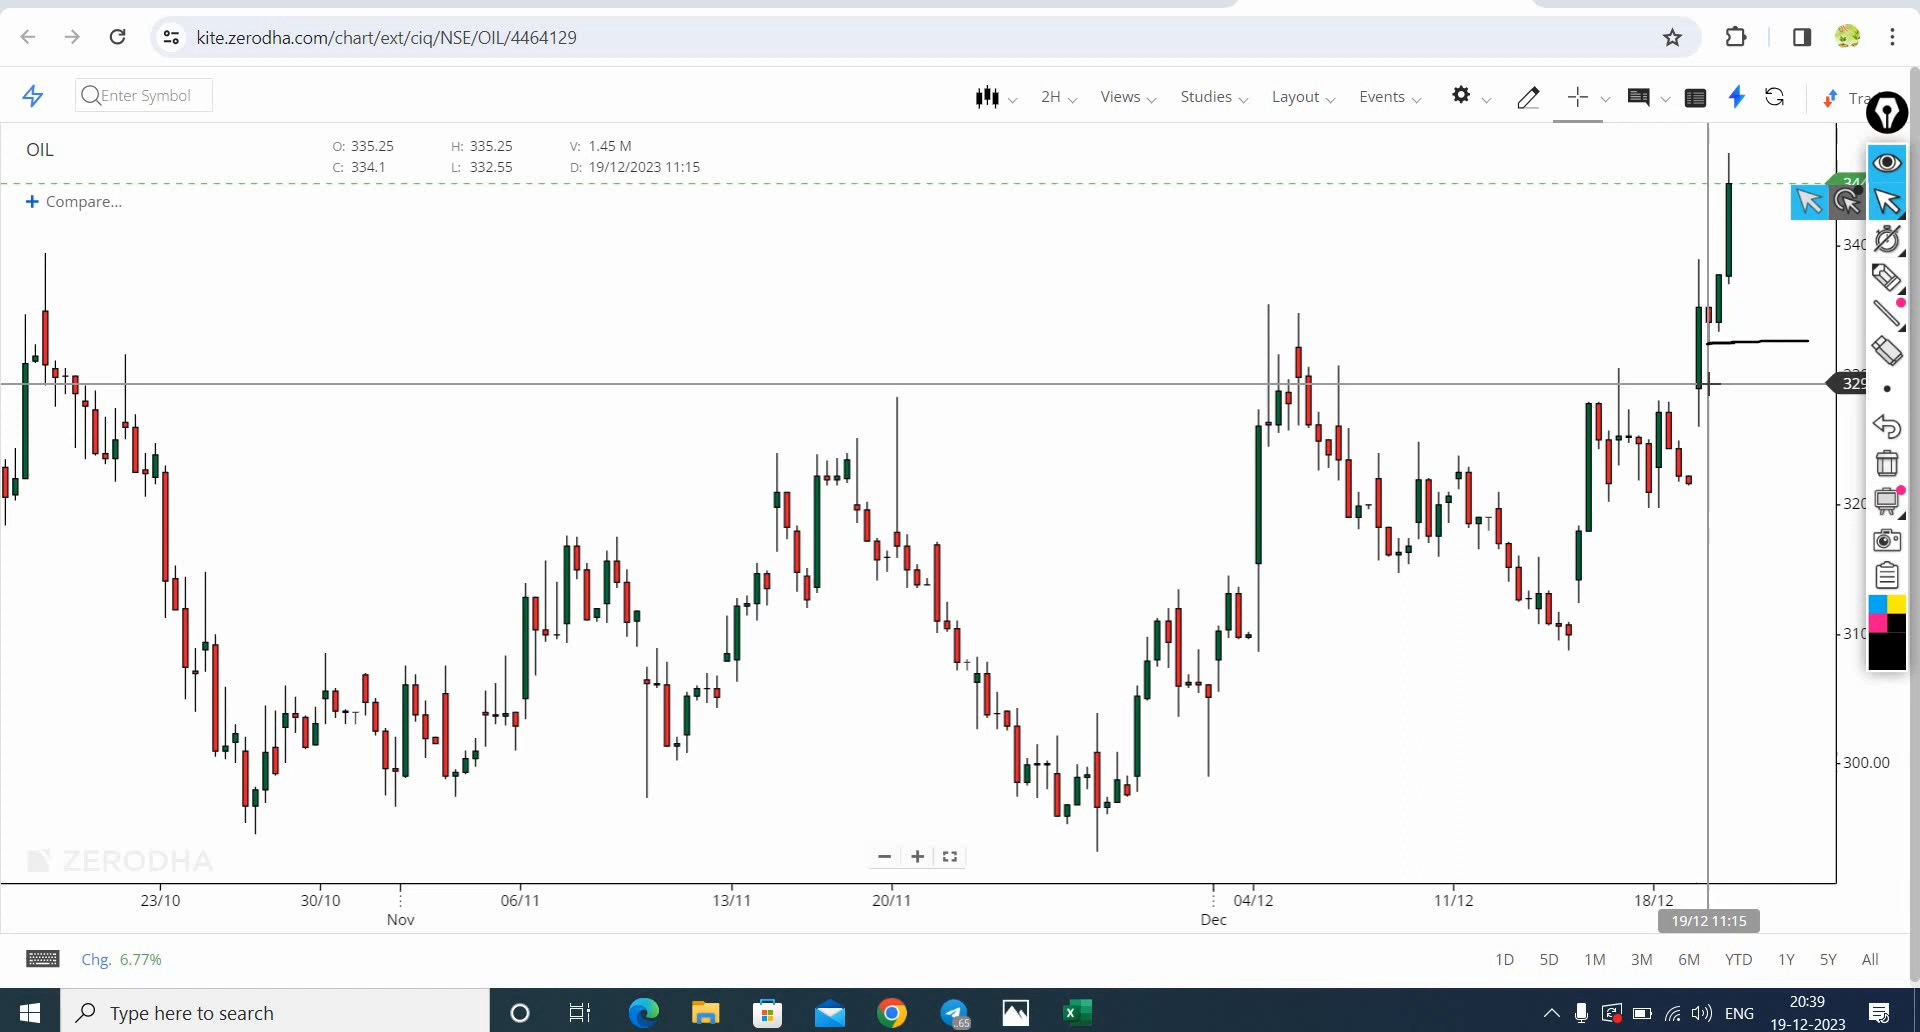 kite.zerodha.com/chart/ext/ciq/NSE/OIL/4464129
Enter Symbol
2H
Views
Studies
Layout
Events
OIL
O: 335.25 H: 335.25 V: 1.45 M
C: 334.1 L: 332.55 D: 19/12/2023 11:15
+ Compare...
340
329
320
310
300.00
ZERODHA
23/10
30/10
06/11
13/11
20/11
04/12
11/12
18/12
Nov
Dec
19/12 11:15
Chg. 6.77%
1D
5D
1M
3M
6M
YTD
1Y
5Y
All
Type here to search
65
ENG
20:39
19-12-2023